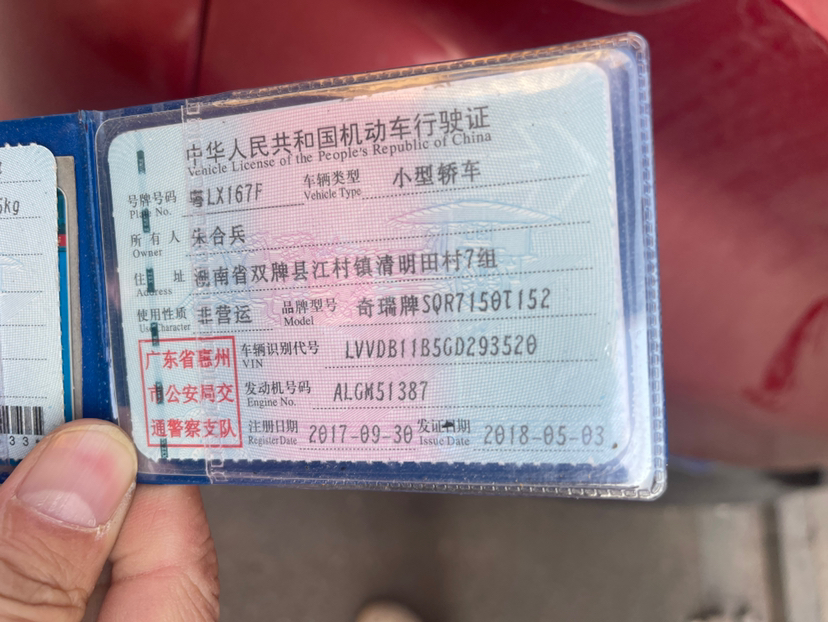 中华人民共和国机动车行驶证
Vehicle License of the People's Republic of China
号牌号码 粤LX167F 车辆类型 小型轿车
Plate No. Vehicle Type
所有人 朱合兵
Owner
住址 湖南省双牌县江村镇清明田村7组
Address
使用性质 非营运 品牌型号 奇瑞牌SQR7150T152
Use Character Model
广东省惠州
市公安局交
通警察支队
车辆识别代号 LVVDB11B5GD293520
VIN
发动机号码 ALGM51387
Engine No.
注册日期 2017-09-30 发证日期 2018-05-03
Register Date Issue Date